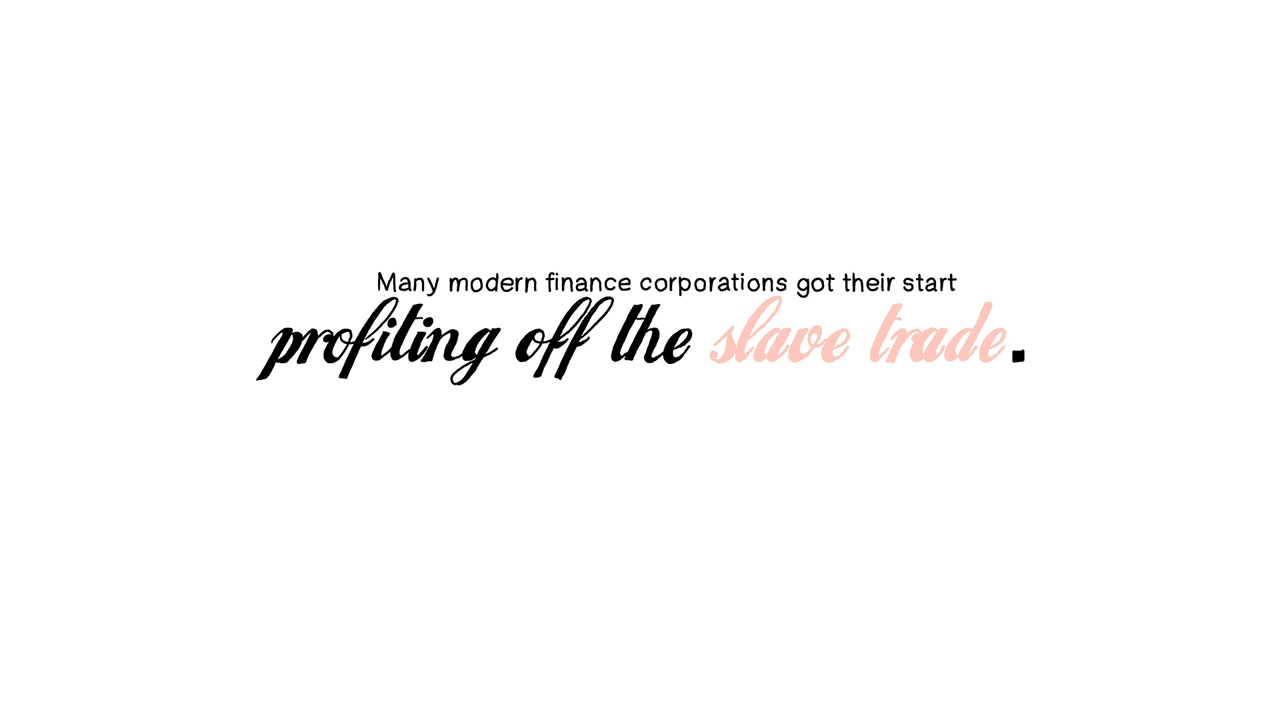 Many modern finance corporations got their start
profiting off the slave trade.